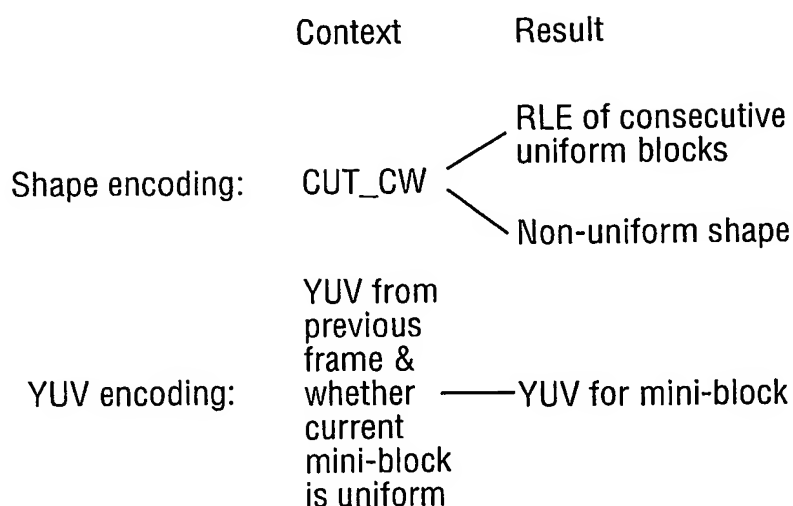 Context Result
RLE of consecutive
uniform blocks
Shape encoding: CUT_CW
Non-uniform shape
YUV from
previous
frame &
YUV encoding: whether YUV for mini-block
current
mini-block
is uniform